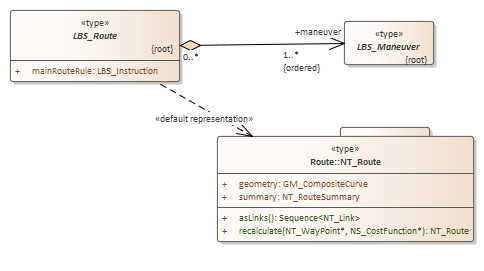 «type»
LBS_Route
{root}
+ mainRouteRule: LBS_Instruction
0..*
+maneuver
1..*
{ordered}
«type»
LBS_Maneuver
{root}
«default representation»
«type»
Route::NT_Route
+ geometry: GM_CompositeCurve
+ summary: NT_RouteSummary
+ asLinks(): Sequence<NT_Link>
+ recalculate(NT_WayPoint*, NS_CostFunction*): NT_Route